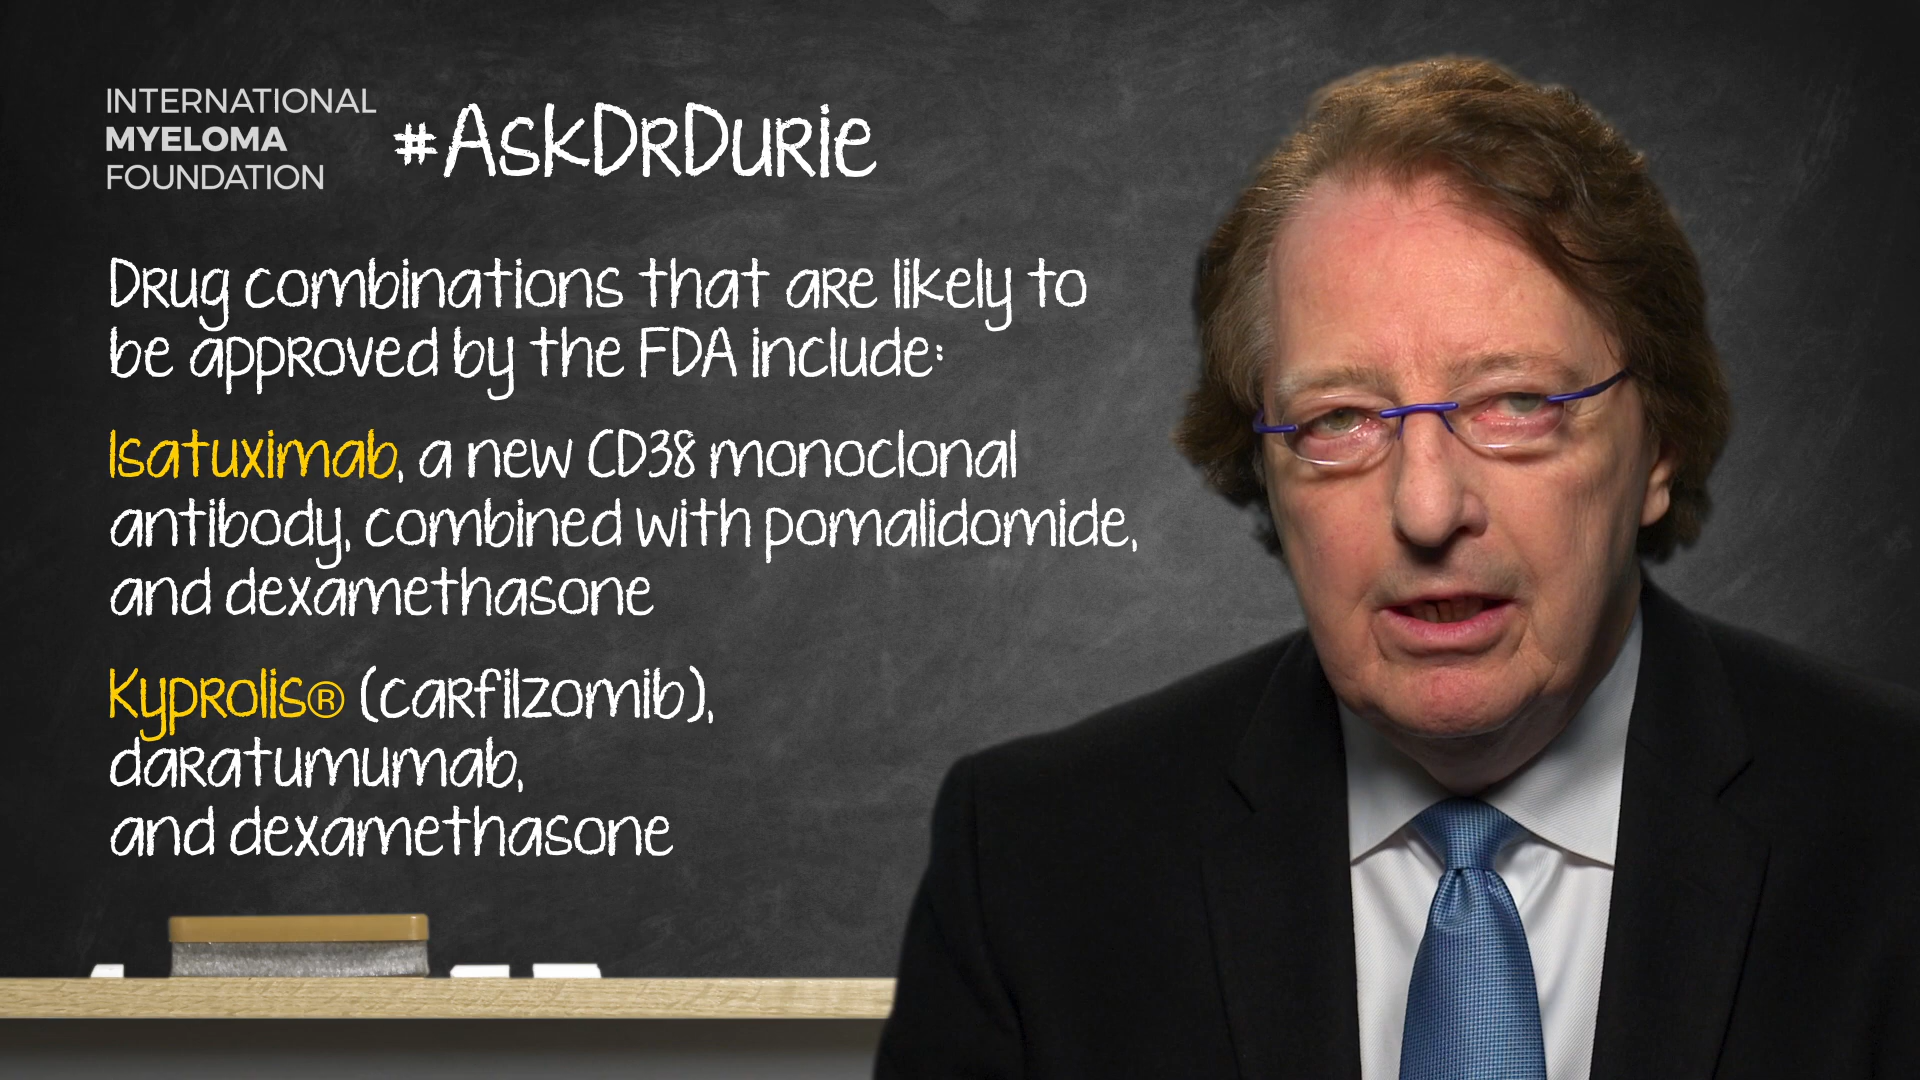 INTERNATIONAL
MYELOMA
FOUNDATION
#AskDrDurie
Drug combinations that are likely to
be approved by the FDA include:
Isatuximab, a new CD38 monoclonal
antibody, combined with pomalidomide,
and dexamethasone
Kyprolis® (carfilzomib),
daratumumab,
and dexamethasone